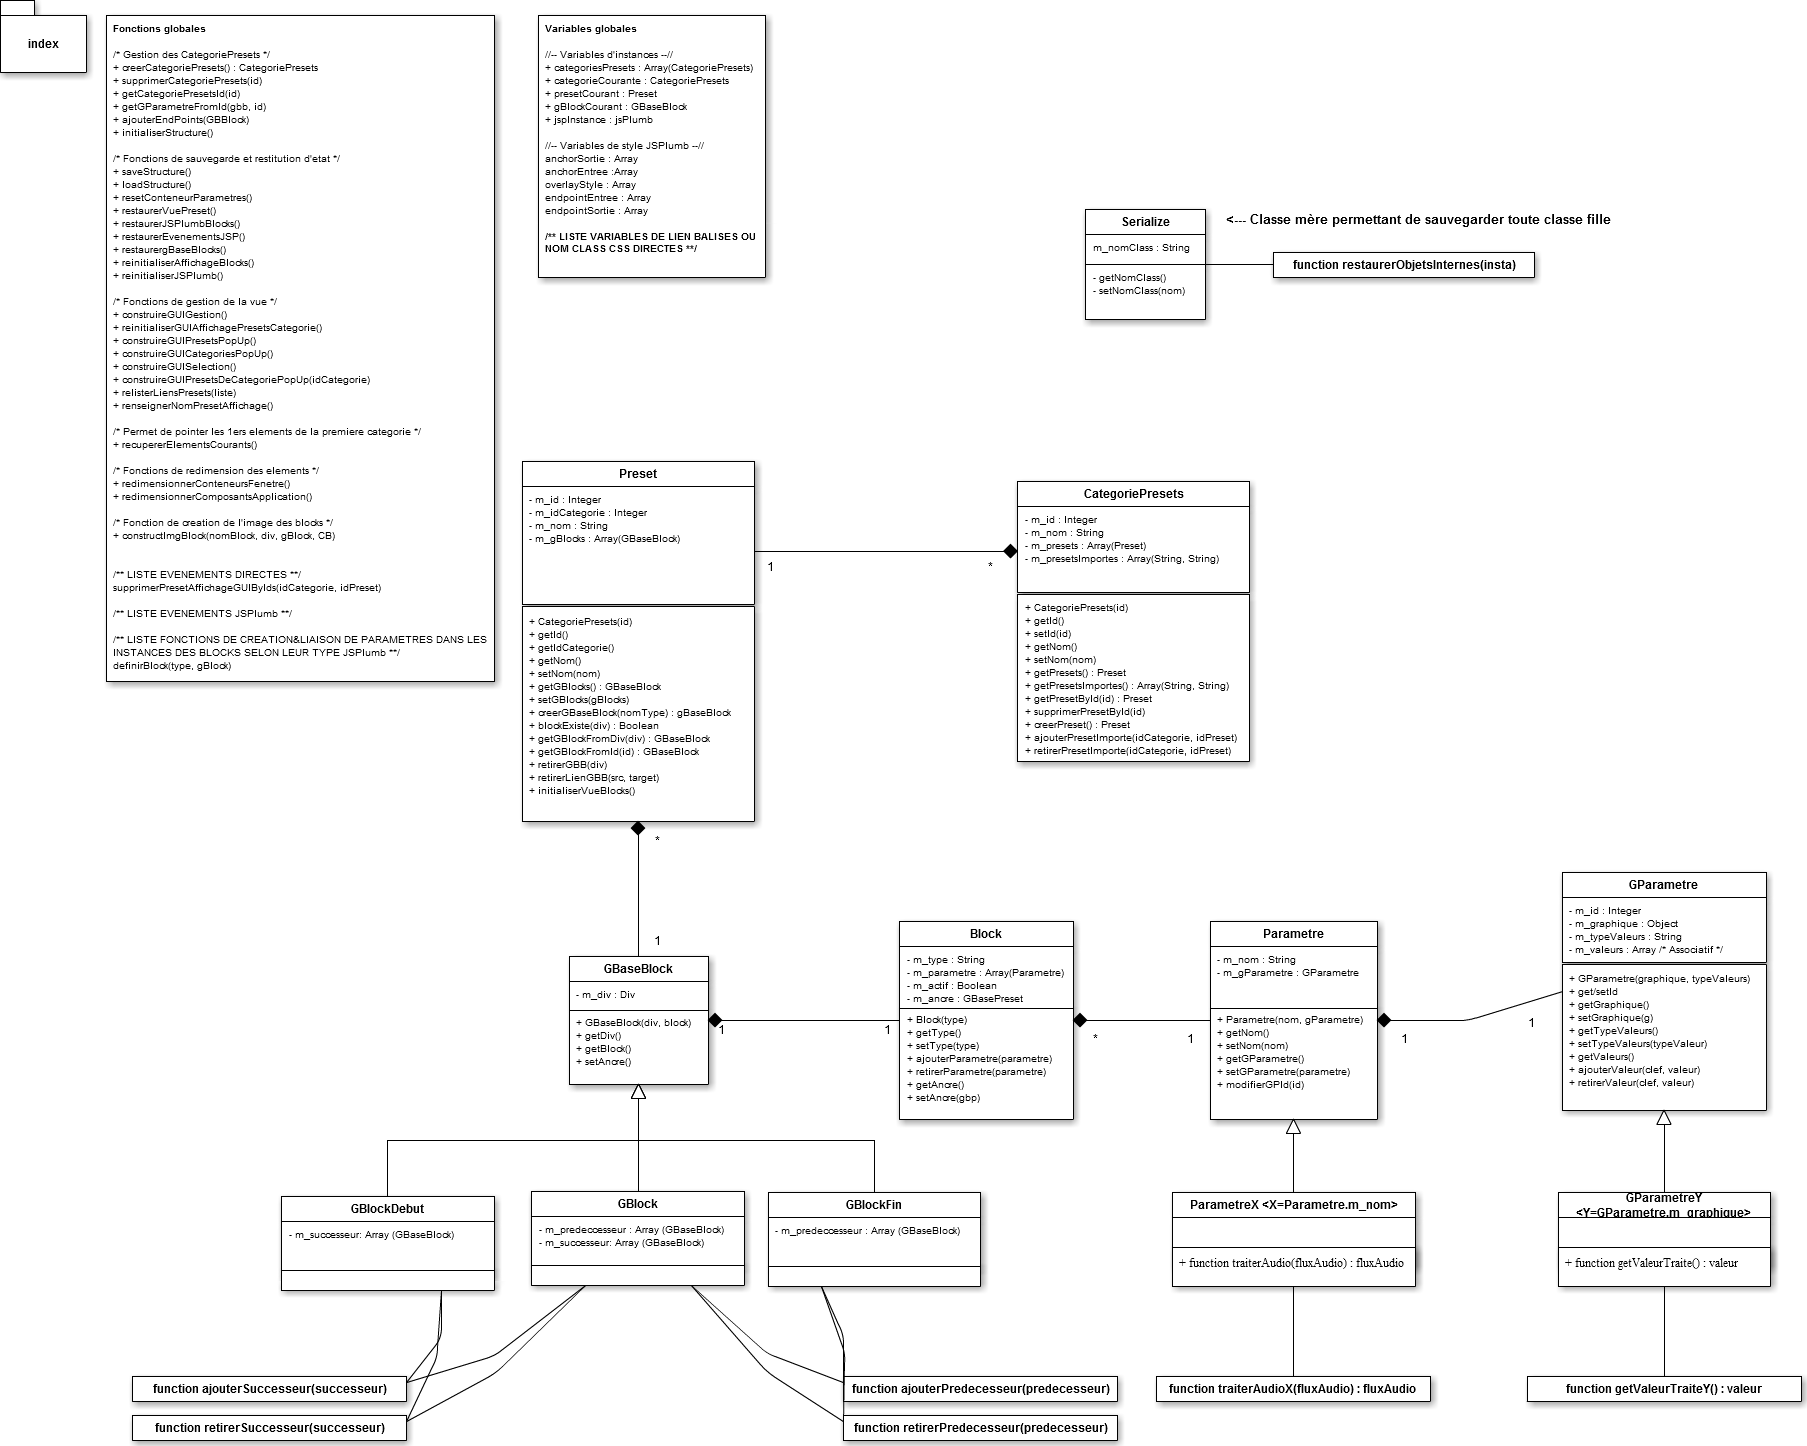 index
Fonctions globales
/* Gestion des CategoriePresets */
+ creerCategoriePresets() : CategoriePresets
+ supprimerCategoriePresets(id)
+ getCategoriePresetsId(id)
+ getGParametreFromId(gbb, id)
+ ajouterEndPoints(GBBlock)
+ initialiserStructure()
/* Fonctions de sauvegarde et restitution d'etat */
+ saveStructure()
+ loadStructure()
+ resetConteneurParametres()
+ restaurerVuePreset()
+ restaurerJSPlumbBlocks()
+ restaurerEvenementsJSP()
+ restaurergBaseBlocks()
+ reinitialiserAffichageBlocks()
+ reinitialiserJSPlumb()
/* Fonctions de gestion de la vue */
+ construireGUIGestion()
+ reinitialiserGUIAffichagePresetsCategorie()
+ construireGUIPresetsPopUp()
+ construireGUICategoriesPopUp()
+ construireGUISelection()
+ construireGUIPresetsDeCategoriePopUp(idCategorie)
+ relisterLiensPresets(liste)
+ renseignerNomPresetAffichage()
/* Permet de pointer les 1ers elements de la premiere categorie */
+ recupererElementsCourants()
/* Fonctions de redimension des elements */
+ redimensionnerConteneursFenetre()
+ redimensionnerComposantsApplication()
/* Fonction de creation de l'image des blocks */
+ constructImgBlock(nomBlock, div, gBlock, CB)
/** LISTE EVENEMENTS DIRECTES **/
supprimerPresetAffichageGUIByIds(idCategorie, idPreset)
/** LISTE EVENEMENTS JSPlumb **/
/** LISTE FONCTIONS DE CREATION&LIAISON DE PARAMETRES DANS LES
INSTANCES DES BLOCKS SELON LEUR TYPE JSPlumb **/
definirBlock(type, gBlock)
Variables globales
//-- Variables d'instances --//
+ categoriesPresets : Array(CategoriePresets)
+ categorieCourante : CategoriePresets
+ presetCourant : Preset
+ gBlockCourant : GBaseBlock
+ jspInstance : jsPlumb
//-- Variables de style JSPlumb --//
anchorSortie : Array
anchorEntree :Array
overlayStyle : Array
endpointEntree : Array
endpointSortie : Array
/** LISTE VARIABLES DE LIEN BALISES OU
NOM CLASS CSS DIRECTES **/
Serialize
m_nomClass : String
- getNomClass()
- setNomClass(nom)
<--- Classe mère permettant de sauvegarder toute classe fille
function restaurerObjetsInternes(insta)
Preset
- m_id : Integer
- m_idCategorie : Integer
- m_nom : String
- m_gBlocks : Array(GBaseBlock)
+ CategoriePresets(id)
+ getId()
+ getIdCategorie()
+ getNom()
+ setNom(nom)
+ getGBlocks() : GBaseBlock
+ setGBlocks(gBlocks)
+ creerGBaseBlock(nomType) : gBaseBlock
+ blockExiste(div) : Boolean
+ getGBlockFromDiv(div) : GBaseBlock
+ getGBlockFromId(id) : GBaseBlock
+ retirerGBB(div)
+ retirerLienGBB(src, target)
+ initialiserVueBlocks()
1
*
CategoriePresets
- m_id : Integer
- m_nom : String
- m_presets : Array(Preset)
- m_presetsImportes : Array(String, String)
+ CategoriePresets(id)
+ getId()
+ setId(id)
+ getNom()
+ setNom(nom)
+ getPresets() : Preset
+ getPresetsImportes() : Array(String, String)
+ getPresetById(id) : Preset
+ supprimerPresetById(id)
+ creerPreset() : Preset
+ ajouterPresetImporte(idCategorie, idPreset)
+ retirerPresetImporte(idCategorie, idPreset)
*
1
GBaseBlock
- m_div : Div
+ GBaseBlock(div, block)
+ getDiv()
+ getBlock()
+ setAncre()
1
1
Block
- m_type : String
- m_parametre : Array(Parametre)
- m_actif : Boolean
- m_ancre : GBasePreset
+ Block(type)
+ getType()
+ setType(type)
+ ajouterParametre(parametre)
+ retirerParametre(parametre)
+ getAncre()
+ setAncre(gbp)
*
1
Parametre
- m_nom : String
- m_gParametre : GParametre
+ Parametre(nom, gParametre)
+ getNom()
+ setNom(nom)
+ getGParametre()
+ setGParametre(parametre)
+ modifierGPId(id)
1
1
GParametre
- m_id : Integer
- m_graphique : Object
- m_typeValeurs : String
- m_valeurs : Array /* Associatif */
+ GParametre(graphique, typeValeurs)
+ get/setId
+ getGraphique()
+ setGraphique(g)
+ getTypeValeurs()
+ setTypeValeurs(typeValeur)
+ getValeurs()
+ ajouterValeur(clef, valeur)
+ retirerValeur(clef, valeur)
GBlockDebut
- m_successeur: Array (GBaseBlock)
GBlock
- m_predeccesseur : Array (GBaseBlock)
- m_successeur: Array (GBaseBlock)
GBlockFin
- m_predeccesseur : Array (GBaseBlock)
ParametreX <X=Parametre.m_nom>
+ function traiterAudio(fluxAudio) : fluxAudio
GParametreY
<Y=GParametre.m_graphique>
+ function getValeurTraite() : valeur
function ajouterSuccesseur(successeur)
function retirerSuccesseur(successeur)
function ajouterPredecesseur(predecesseur)
function retirerPredecesseur(predecesseur)
function traiterAudioX(fluxAudio) : fluxAudio
function getValeurTraiteY() : valeur